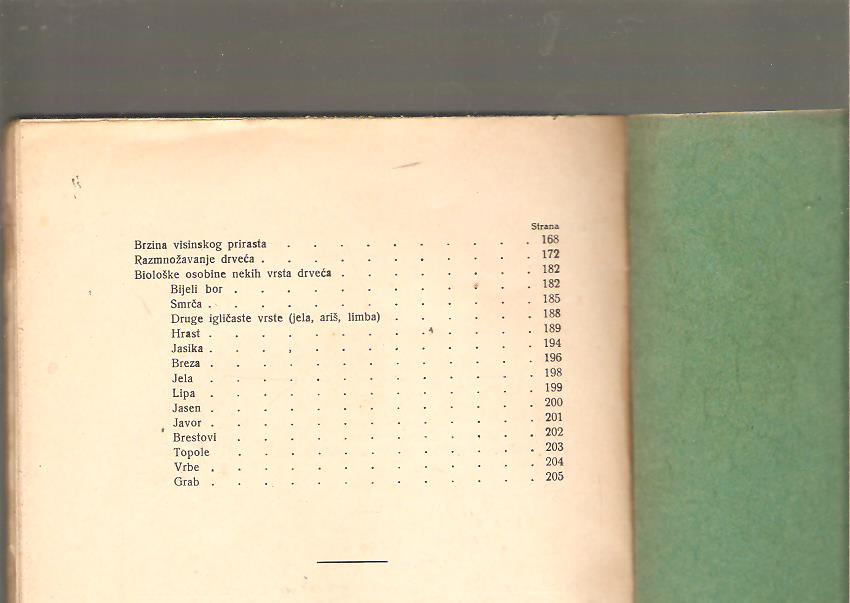 Strana
Brzina visinskog prirasta . . . . . . . . . . 168
Razmnožavanje drveća . . . . . . . . . . . 172
Biološke osobine nekih vrsta drveća . . . . . . . . 182
Bijeli bor . . . . . . . . . . . . 182
Smrča . . . . . . . . . . . . . 185
Druge igličaste vrste (jela, ariš, limba) . . . . . . 188
Hrast . . . . . . . . . . . . . 189
Jasika . . . . . . . . . . . . . 194
Breza . . . . . . . . . . . . . 196
Jela . . . . . . . . . . . . . 198
Lipa . . . . . . . . . . . . . 199
Jasen . . . . . . . . . . . . . 200
Javor . . . . . . . . . . . . . 201
Brestovi . . . . . . . . . . . . 202
Topole . . . . . . . . . . . . 203
Vrbe . . . . . . . . . . . . . 204
Grab . . . . . . . . . . . . . 205